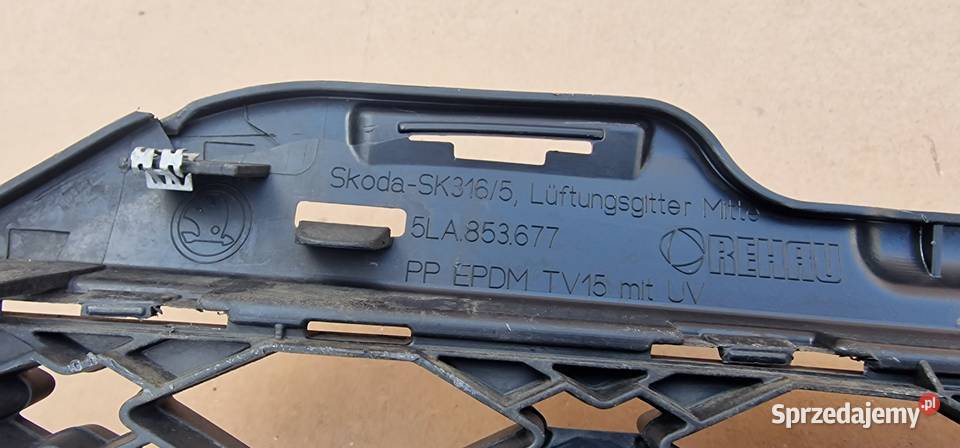 Skoda-SK316/5, Lüftungsgitter Mitte
5LA.853.677
REHAU
PP EPDM TV15 mit UV
Sprzedajemy.pl